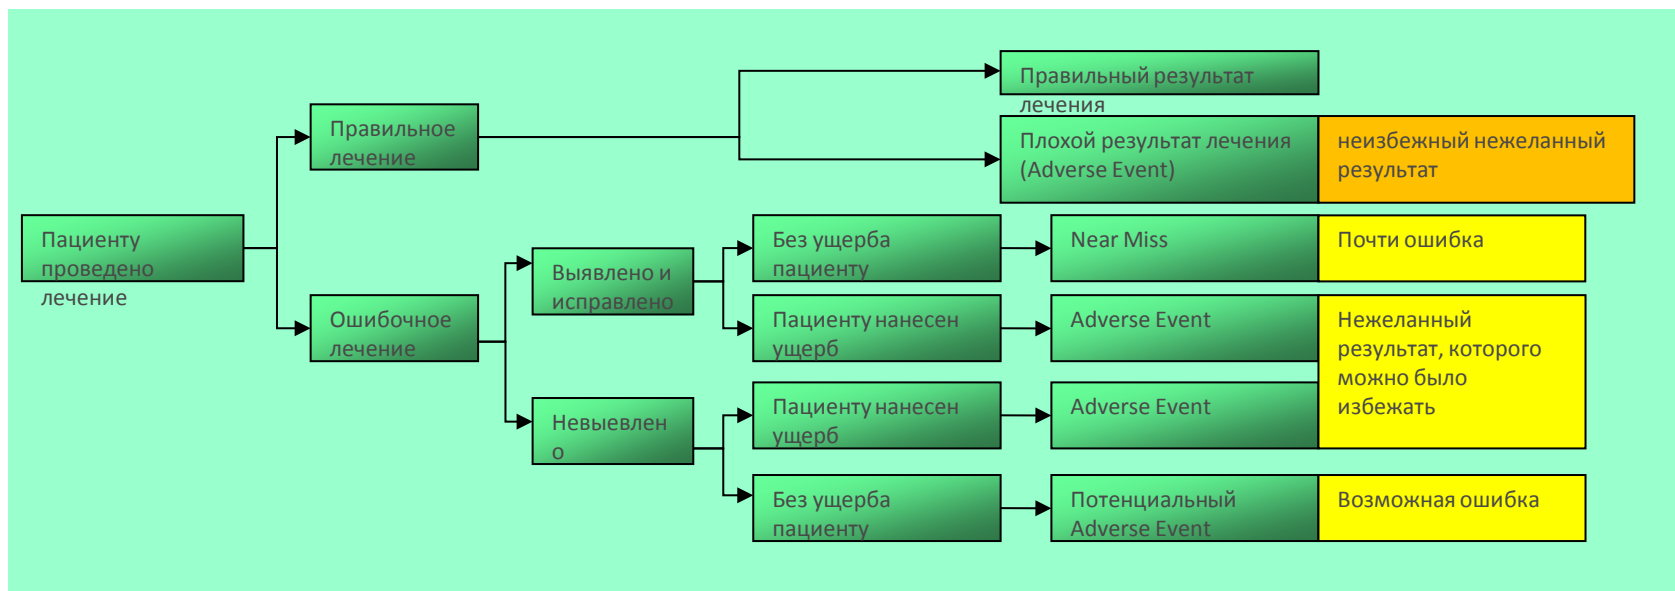 Правильный результат
лечения
Правильное
лечение
Плохой результат лечения
(Adverse Event)
неизбежный нежеланный
результат
Пациенту
проведено
лечение
Без ущерба
пациенту
Near Miss
Почти ошибка
Выявлено и
исправлено
Ошибочное
лечение
Пациенту нанесен
ущерб
Adverse Event
Нежеланный
результат, которого
можно было
избежать
Невыевлен
о
Пациенту нанесен
ущерб
Adverse Event
Без ущерба
пациенту
Потенциальный
Adverse Event
Возможная ошибка